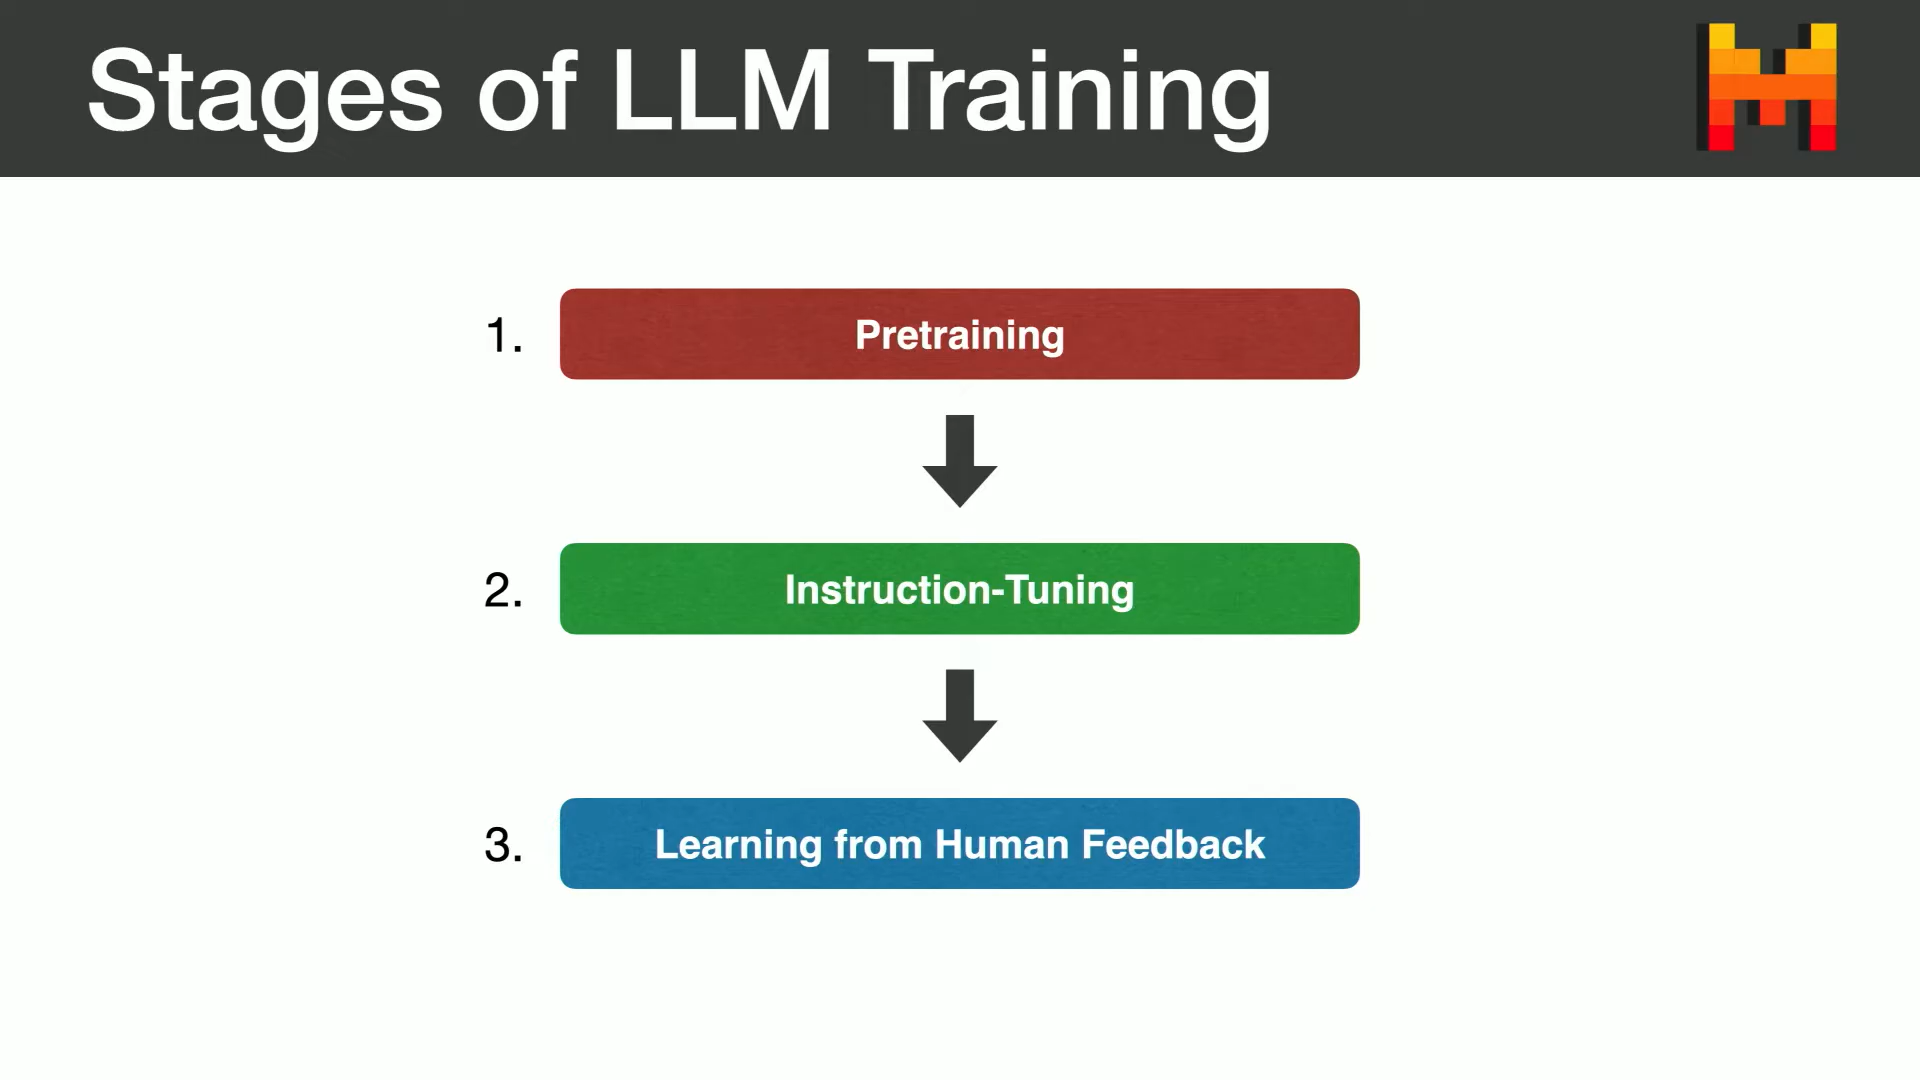 Stages of LLM Training
1. Pretraining
2. Instruction-Tuning
3. Learning from Human Feedback